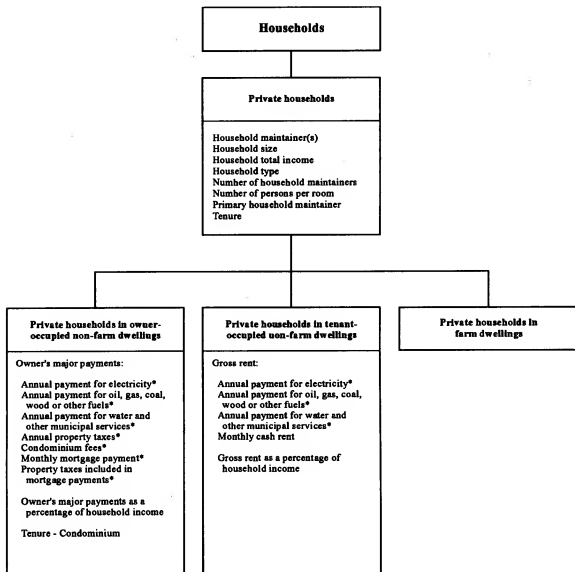 Households
Private households
Household maintainer(s)
Household size
Household total income
Household type
Number of household maintainers
Number of persons per room
Primary household maintainer
Tenure
Private households in owner-
occupied non-farm dwellings
Owner's major payments:
Annual payment for electricity*
Annual payment for oil, gas, coal,
wood or other fuels*
Annual payment for water and
other municipal services*
Annual property taxes*
Condominium fees*
Monthly mortgage payment*
Property taxes included in
mortgage payments*
Owner's major payments as a
percentage of household income
Tenure - Condominium
Private households in tenant-
occupied non-farm dwellings
Gross rent:
Annual payment for electricity*
Annual payment for oil, gas, coal,
wood or other fuels*
Annual payment for water and
other municipal services*
Monthly cash rent
Gross rent as a percentage of
household income
Private households in
farm dwellings